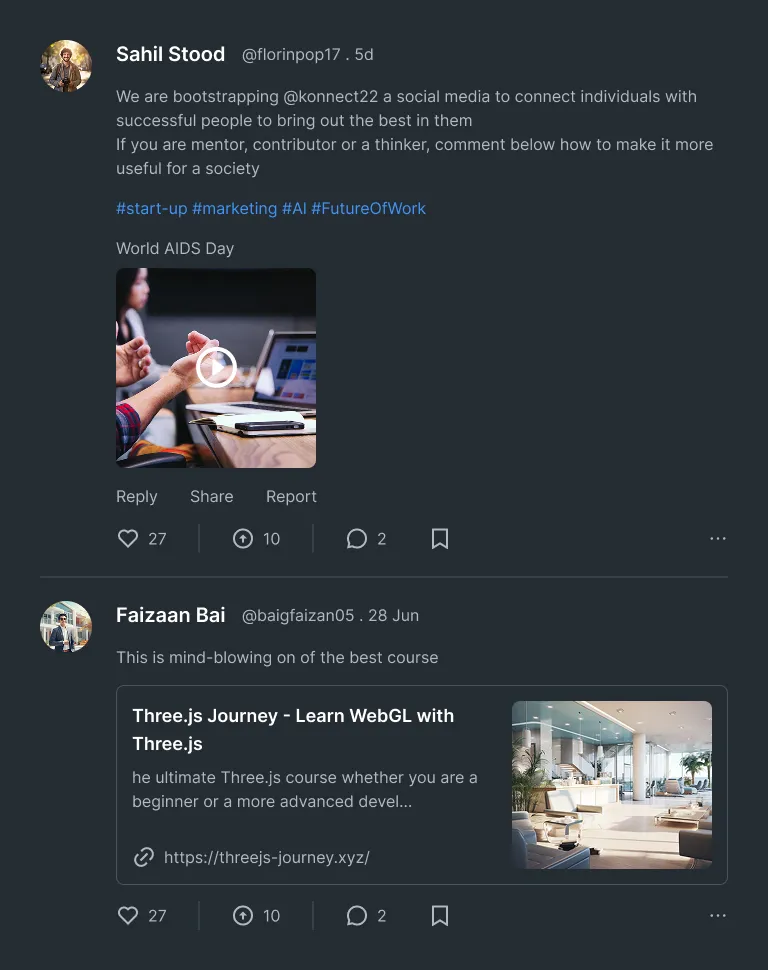 Sahil Stood @florinpop17 . 5d
We are bootstrapping @konnect22 a social media to connect individuals with
successful people to bring out the best in them
If you are mentor, contributor or a thinker, comment below how to make it more
useful for a society
#start-up #marketing #AI #FutureOfWork
World AIDS Day
Reply Share Report
27 10 2 ...
Faizaan Bai @baigfaizan05 . 28 Jun
This is mind-blowing on of the best course
Three.js Journey - Learn WebGL with
Three.js
he ultimate Three.js course whether you are a
beginner or a more advanced devel...
https://threejs-journey.xyz/
27 10 2 ...